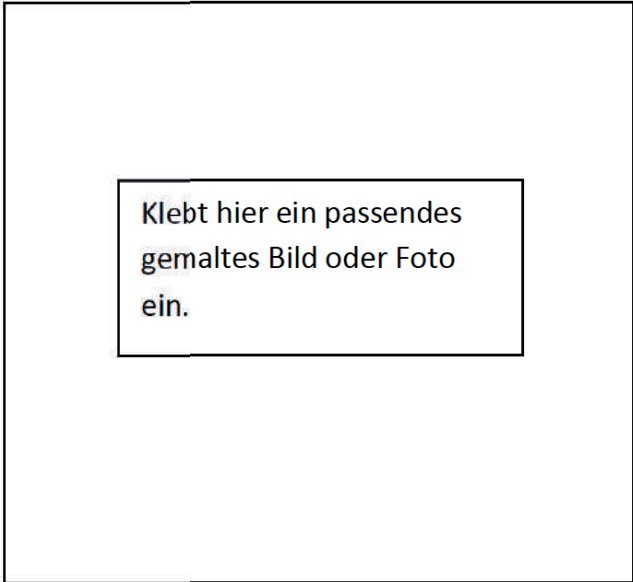 Klebt hier ein passendes
gemaltes Bild oder Foto
ein.